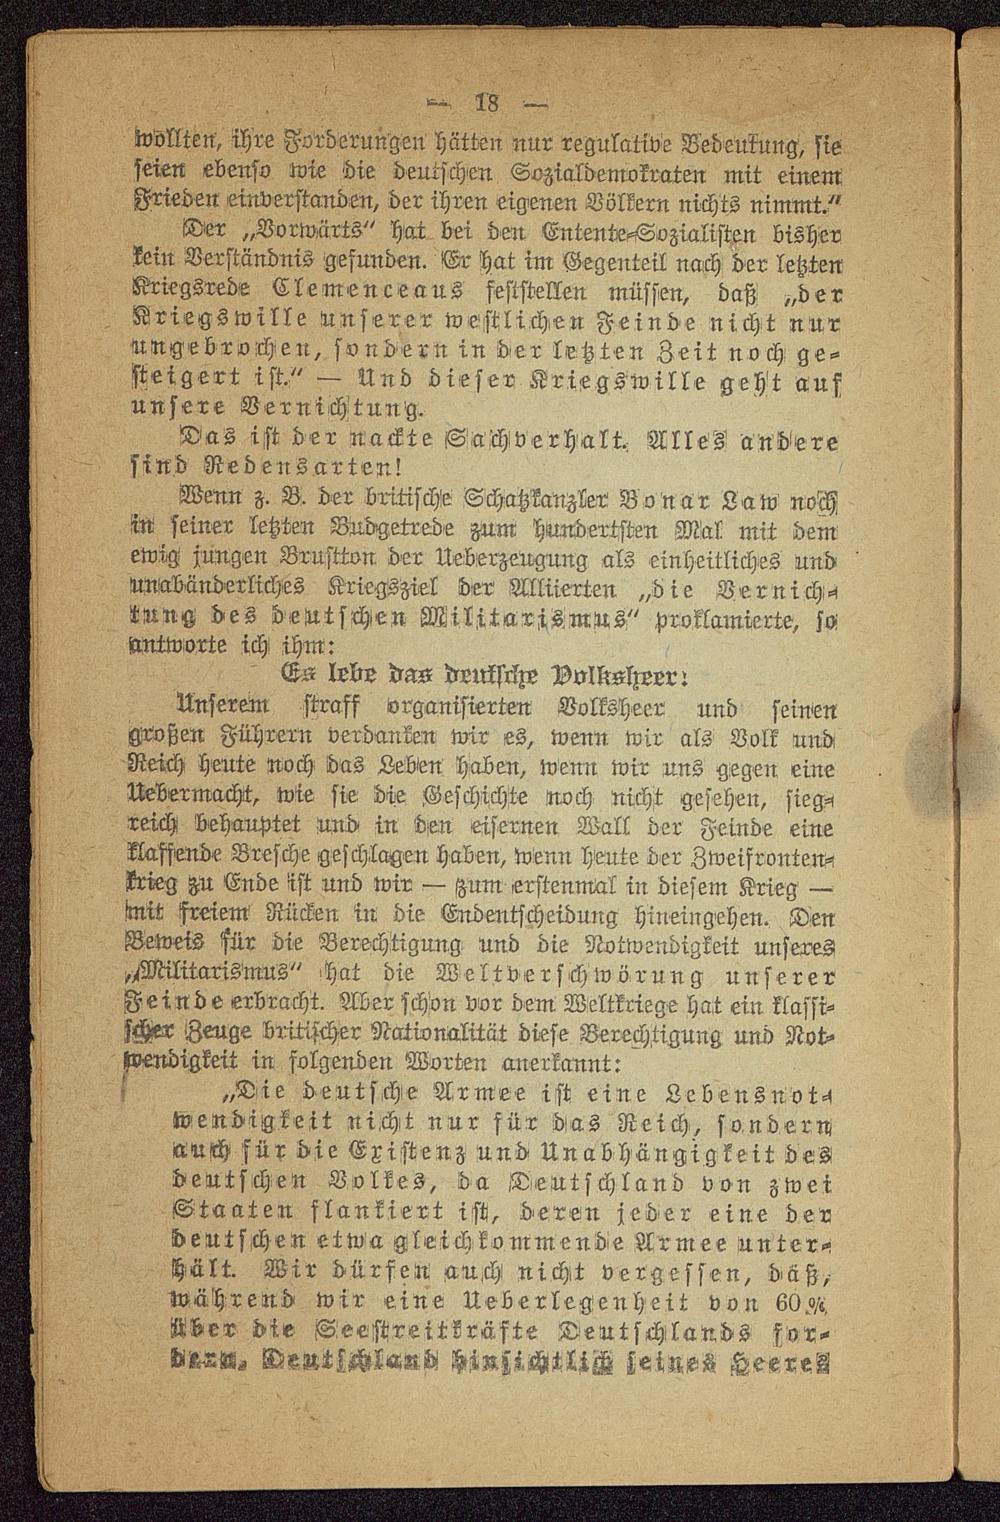 — 18 —
wollten, ihre Forderungen hätten nur regulative Bedeutung, sie
seien ebenso wie die deutschen Sozialdemokraten mit einem
Frieden einverstanden, der ihren eigenen Völkern nichts nimmt.“
Der „Vorwärts“ hat bei den Entente-Sozialisten bisher
kein Verständnis gefunden. Er hat im Gegenteil nach der letzten
Kriegsrede Clemenceaus feststellen müssen, daß „der
Kriegswille unserer westlichen Feinde nicht nur
ungebrochen, sondern in der letzten Zeit noch ge-
steigert ist.“ — Und dieser Kriegswille geht auf
unsere Vernichtung.
Das ist der nackte Sachverhalt. Alles andere
sind Redensarten!
Wenn z. B. der britische Schatzkanzler Bonar Law noch
in seiner letzten Budgetrede zum hundertsten Mal mit dem
ewig jungen Brustton der Ueberzeugung als einheitliches und
unabänderliches Kriegsziel der Alliierten „die Vernich-
tung des deutschen Militarismus“ proklamierte, so
antworte ich ihm:
Es lebe das deutsche Volksheer!
Unserem straff organisierten Volksheer und seinen
großen Führern verdanken wir es, wenn wir als Volk und
Reich heute noch das Leben haben, wenn wir uns gegen eine
Uebermacht, wie sie die Geschichte noch nicht gesehen, sieg-
reich behauptet und in den eisernen Wall der Feinde eine
klaffende Bresche geschlagen haben, wenn heute der Zweifronten-
krieg zu Ende ist und wir — zum erstenmal in diesem Krieg —
mit freiem Rücken in die Endentscheidung hineingehen. Den
Beweis für die Berechtigung und die Notwendigkeit unseres
„Militarismus“ hat die Weltverschwörung unserer
Feinde erbracht. Aber schon vor dem Weltkriege hat ein klassi-
scher Zeuge britischer Nationalität diese Berechtigung und Not-
wendigkeit in folgenden Worten anerkannt:
„Die deutsche Armee ist eine Lebensnot-
wendigkeit nicht nur für das Reich, sondern
auch für die Existenz und Unabhängigkeit des
deutschen Volkes, da Deutschland von zwei
Staaten flankiert ist, deren jeder eine der
deutschen etwa gleichkommende Armee unter-
hält. Wir dürfen auch nicht vergessen, däß,
während wir eine Ueberlegenheit von 60 %
über die Seestreitkräfte Deutschlands for-
dern, Deutschland hinsichtlich seines Heeres